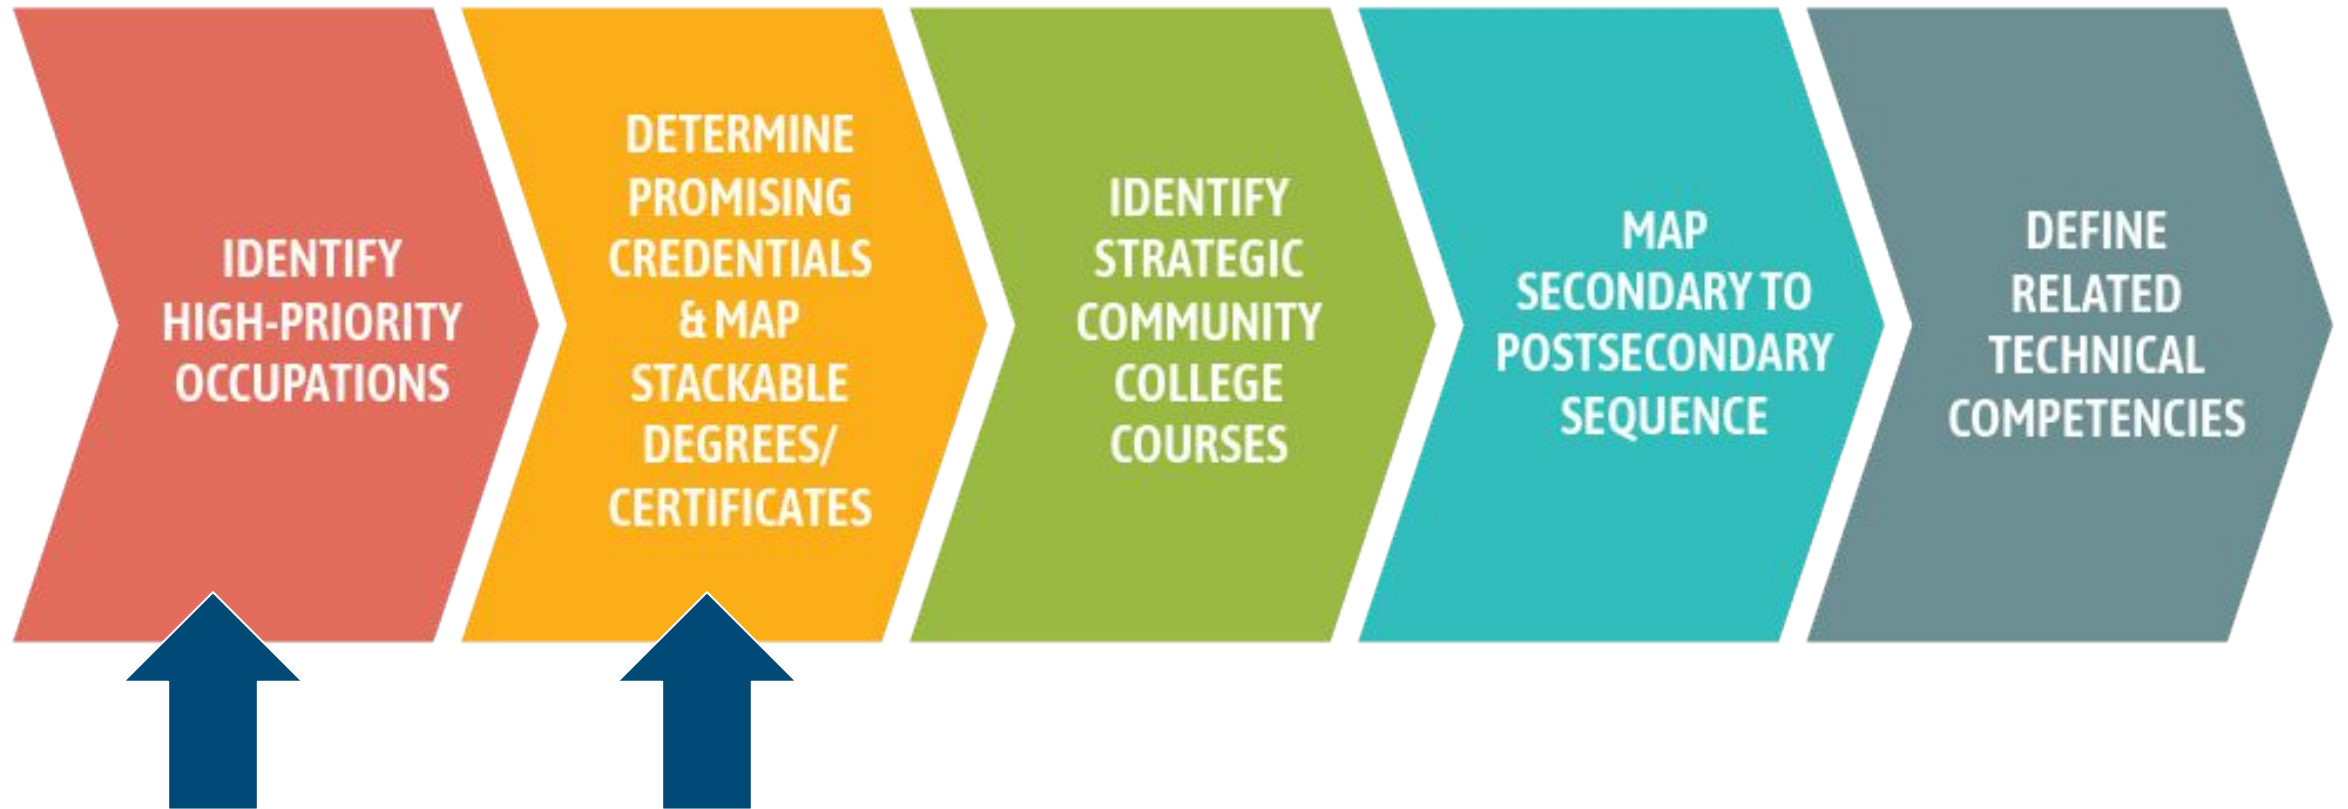 IDENTIFY
HIGH-PRIORITY
OCCUPATIONS
DETERMINE
PROMISING
CREDENTIALS
& MAP
STACKABLE
DEGREES/
CERTIFICATES
IDENTIFY
STRATEGIC
COMMUNITY
COLLEGE
COURSES
MAP
SECONDARY TO
POSTSECONDARY
SEQUENCE
DEFINE
RELATED
TECHNICAL
COMPETENCIES